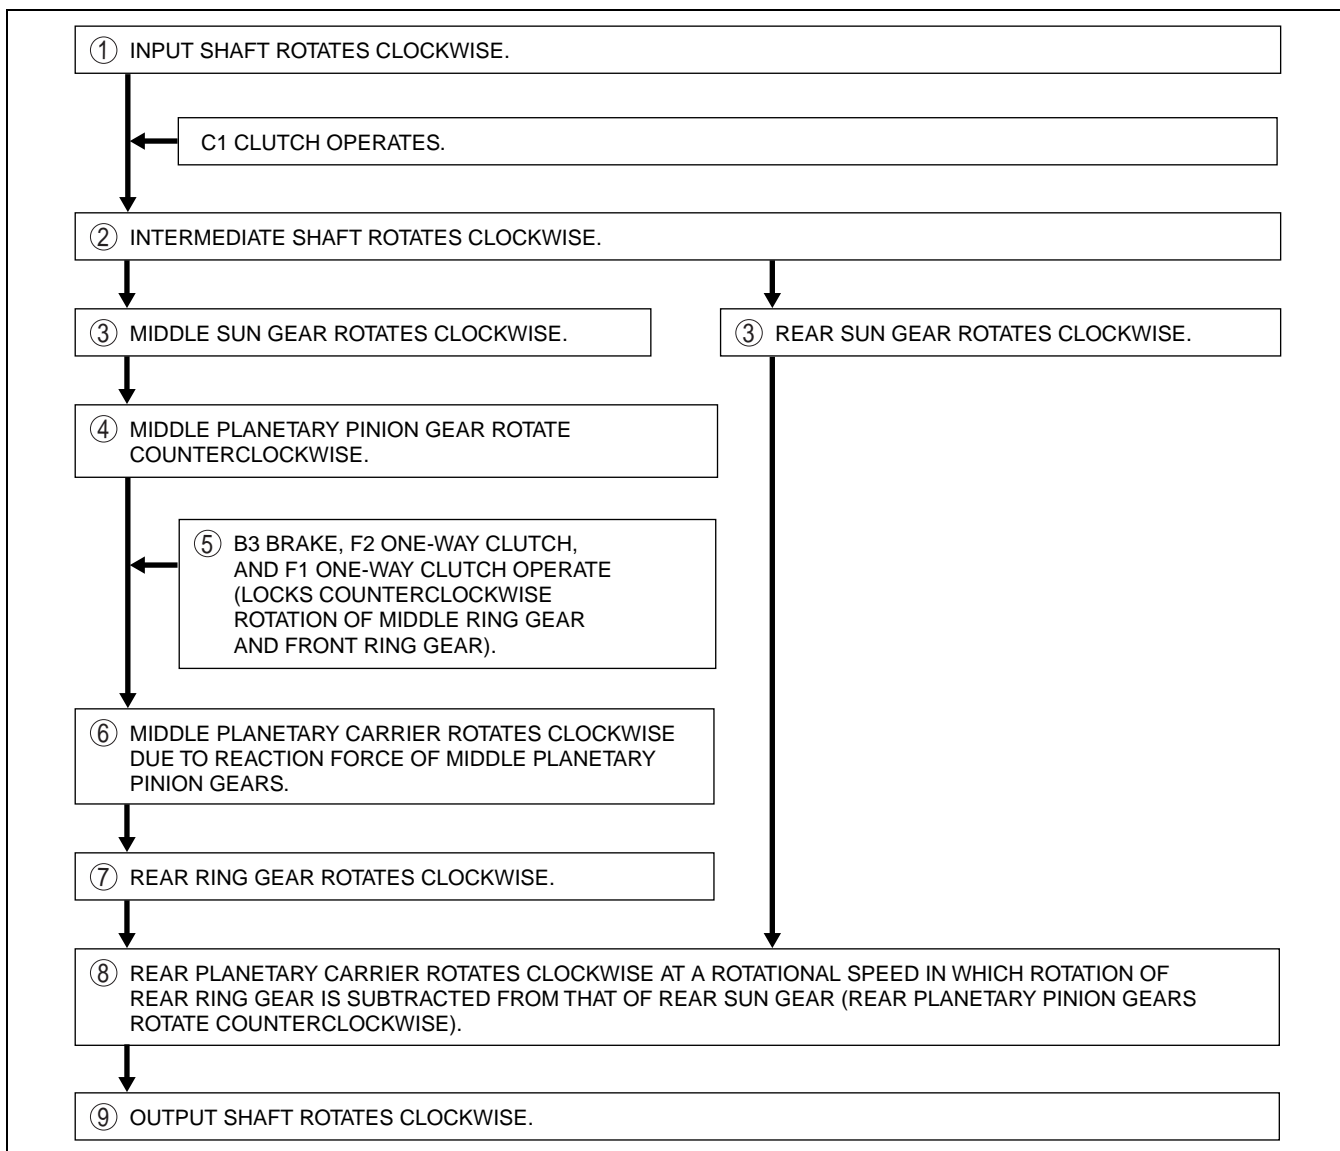 ① INPUT SHAFT ROTATES CLOCKWISE.
C1 CLUTCH OPERATES.
② INTERMEDIATE SHAFT ROTATES CLOCKWISE.
③ MIDDLE SUN GEAR ROTATES CLOCKWISE.
③ REAR SUN GEAR ROTATES CLOCKWISE.
④ MIDDLE PLANETARY PINION GEAR ROTATE
COUNTERCLOCKWISE.
⑤ B3 BRAKE, F2 ONE-WAY CLUTCH,
AND F1 ONE-WAY CLUTCH OPERATE
(LOCKS COUNTERCLOCKWISE
ROTATION OF MIDDLE RING GEAR
AND FRONT RING GEAR).
⑥ MIDDLE PLANETARY CARRIER ROTATES CLOCKWISE
DUE TO REACTION FORCE OF MIDDLE PLANETARY
PINION GEARS.
⑦ REAR RING GEAR ROTATES CLOCKWISE.
⑧ REAR PLANETARY CARRIER ROTATES CLOCKWISE AT A ROTATIONAL SPEED IN WHICH ROTATION OF
REAR RING GEAR IS SUBTRACTED FROM THAT OF REAR SUN GEAR (REAR PLANETARY PINION GEARS
ROTATE COUNTERCLOCKWISE).
⑨ OUTPUT SHAFT ROTATES CLOCKWISE.